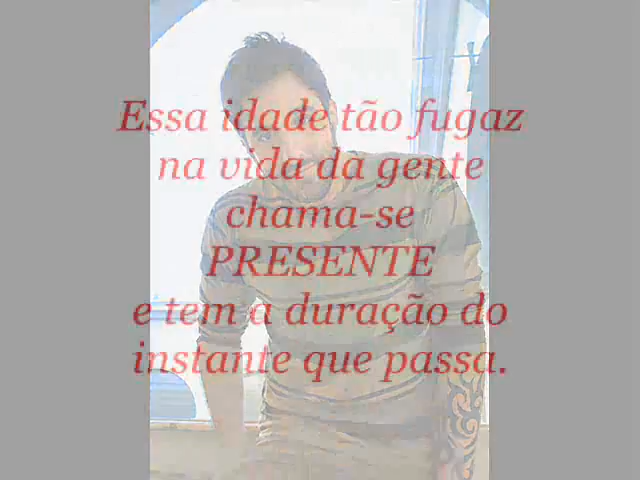 Essa idade tão fugaz
na vida da gente
chama-se
PRESENTE
e tem a duração do
instante que passa.